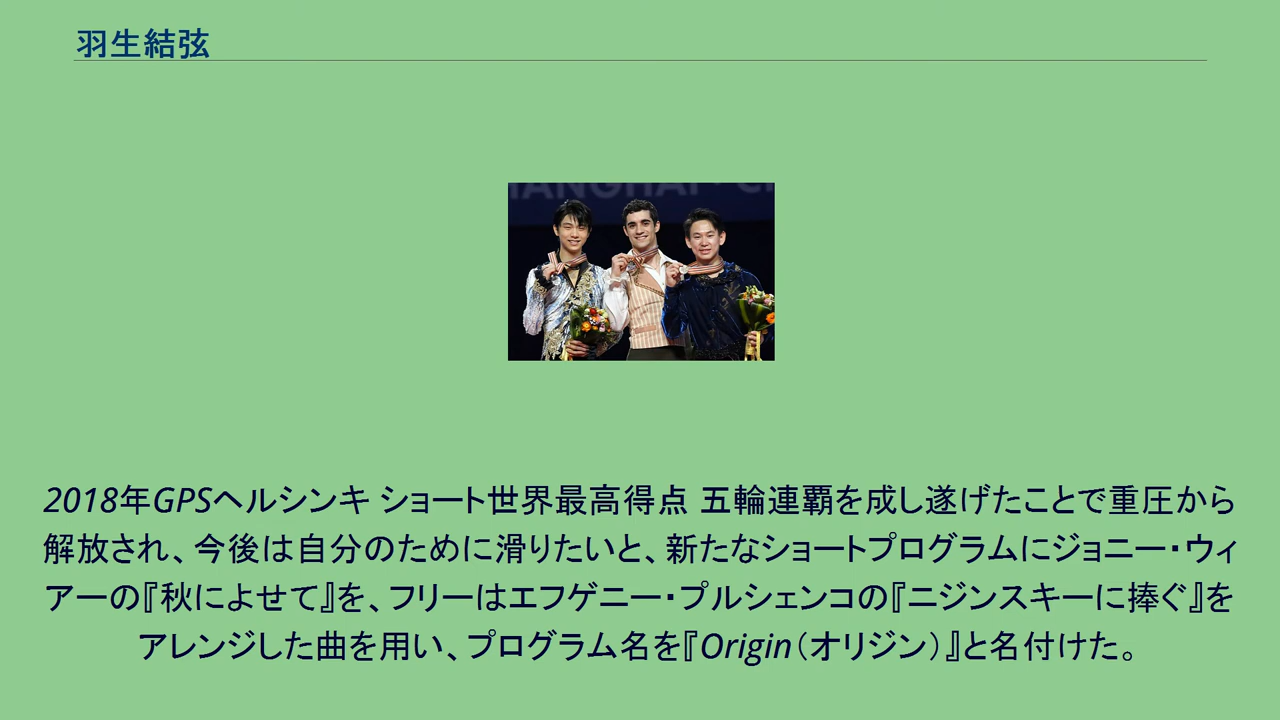 羽生結弦
2018年GPSヘルシンキ ショート世界最高得点 五輪連覇を成し遂げたことで重圧から
解放され、今後は自分のために滑りたいと、新たなショートプログラムにジョニー・ウィ
アーの『秋によせて』を、フリーはエフゲニー・プルシェンコの『ニジンスキーに捧ぐ』を
アレンジした曲を用い、プログラム名を『Origin（オリジン）』と名付けた。